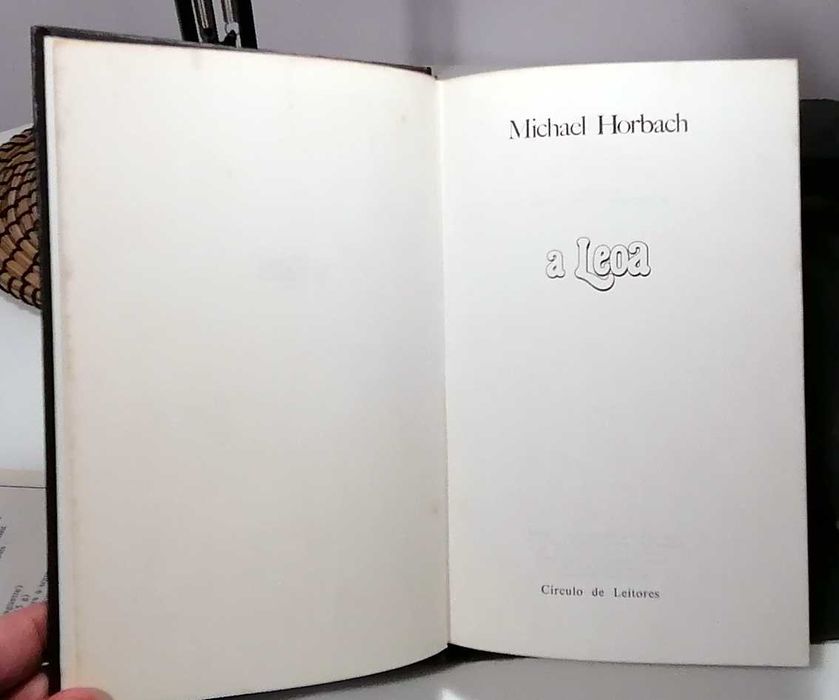 Michael Horbach
a Leoa
Círculo de Leitores